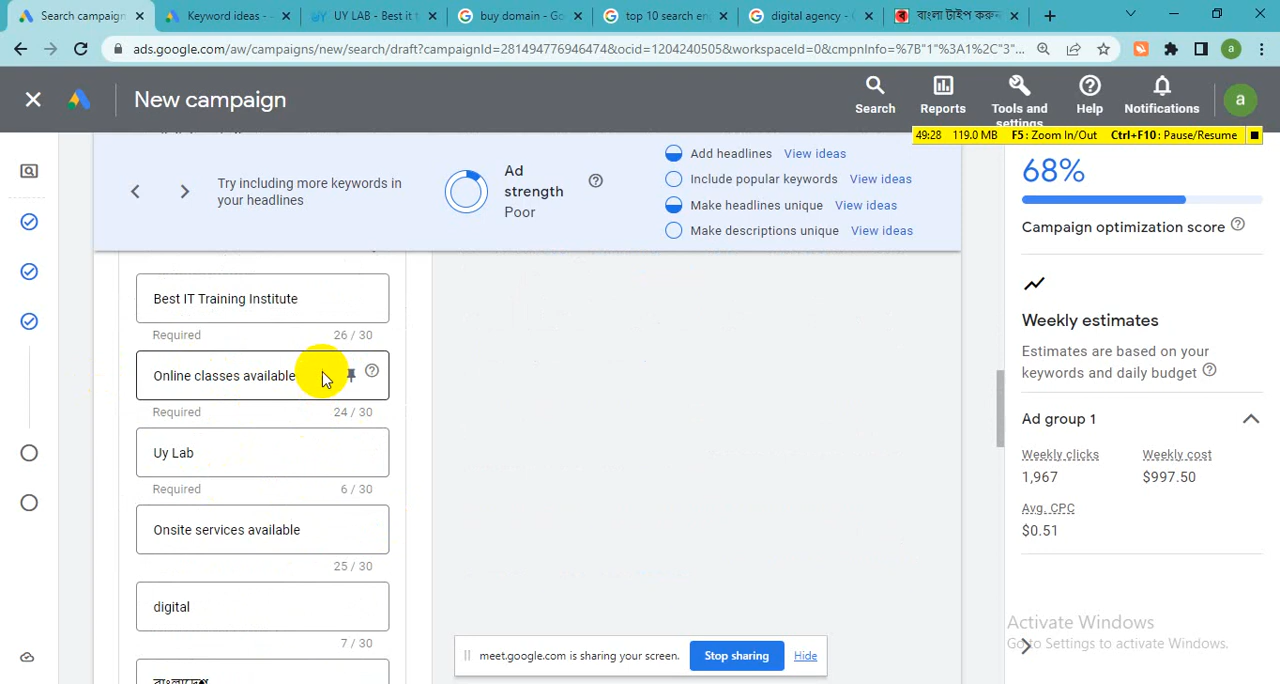 Search campaign
Keyword ideas -
UY LAB - Best it t
buy domain - Go
top 10 search en
digital agency -
বাংলা টাইপ করুন
ads.google.com/aw/campaigns/new/search/draft?campaignId=281494776946474&ocid=1204240505&workspaceId=0&cmpnInfo=%7B"1"%3A1%2C"3"...
a
New campaign
Search
Reports
Tools and
settings
Help
Notifications
a
49:28 119.0 MB F5: Zoom In/Out Ctrl+F10: Pause/Resume
Try including more keywords in
your headlines
Ad
strength
Poor
Add headlines View ideas
Include popular keywords View ideas
Make headlines unique View ideas
Make descriptions unique View ideas
68%
Campaign optimization score
Weekly estimates
Estimates are based on your
keywords and daily budget
Ad group 1
Weekly clicks Weekly cost
1,967 $997.50
Avg. CPC
$0.51
Best IT Training Institute
Required 26 / 30
Online classes available
Required 24 / 30
Uy Lab
Required 6 / 30
Onsite services available
25 / 30
digital
7 / 30
বাংলাদেশ
meet.google.com is sharing your screen. Stop sharing Hide
Activate Windows
Go to Settings to activate Windows.